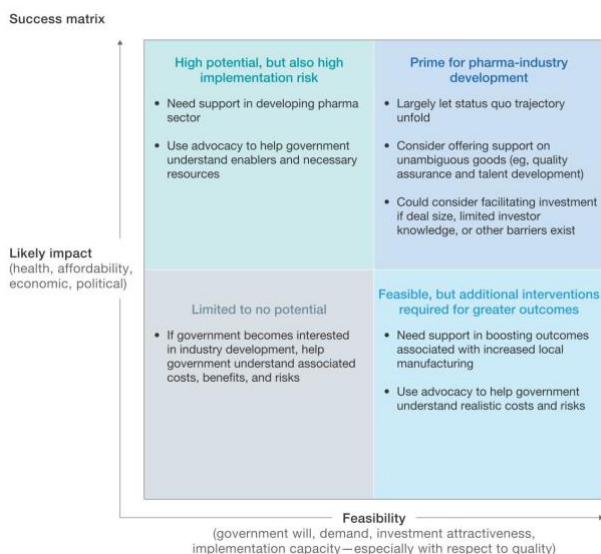 Success matrix
High potential, but also high
implementation risk
• Need support in developing pharma
sector
• Use advocacy to help government
understand enablers and necessary
resources
Prime for pharma-industry
development
• Largely let status quo trajectory
unfold
• Consider offering support on
unambiguous goods (eg, quality
assurance and talent development)
• Could consider facilitating investment
if deal size, limited investor
knowledge, or other barriers exist
Likely impact
(health, affordability,
economic, political)
Limited to no potential
• If government becomes interested
in industry development, help
government understand associated
costs, benefits, and risks
Feasible, but additional interventions
required for greater outcomes
• Need support in boosting outcomes
associated with increased local
manufacturing
• Use advocacy to help government
understand realistic costs and risks
Feasibility
(government will, demand, investment attractiveness,
implementation capacity—especially with respect to quality)